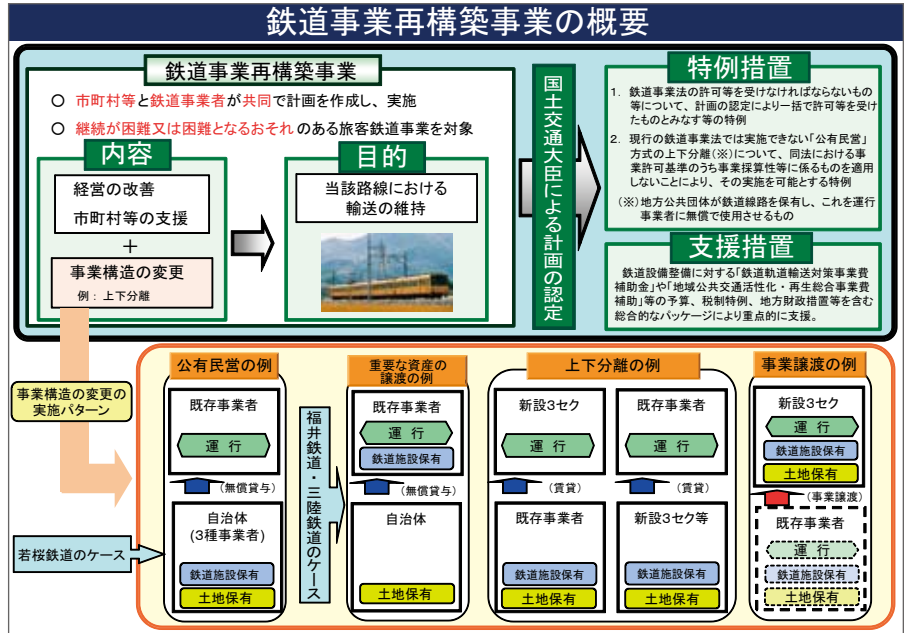 鉄道事業再構築事業の概要
鉄道事業再構築事業
○ 市町村等と鉄道事業者が共同で計画を作成し、実施
○ 継続が困難又は困難となるおそれのある旅客鉄道事業を対象
内容
経営の改善
市町村等の支援
＋
事業構造の変更
例：上下分離
目的
当該路線における
輸送の維持
国土交通大臣による計画の認定
特例措置
1. 鉄道事業法の許可等を受けなければならないもの
等について、計画の認定により一括で許可等を受け
たものとみなす等の特例
2. 現行の鉄道事業法では実施できない「公有民営」
方式の上下分離(※)について、同法における事
業許可基準のうち事業採算性等に係るものを適用
しないことにより、その実施を可能とする特例
(※)地方公共団体が鉄道線路を保有し、これを運行
事業者に無償で使用させるもの
支援措置
鉄道設備整備に対する「鉄道軌道輸送対策事業費
補助金」や「地域公共交通活性化・再生総合事業費
補助」等の予算、税制特例、地方財政措置等を含む
総合的なパッケージにより重点的に支援。
事業構造の変更の
実施パターン
若桜鉄道のケース
公有民営の例
既存事業者
運 行
(無償貸与)
自治体
(3種事業者)
鉄道施設保有
土地保有
福井鉄道・三陸鉄道のケース
重要な資産の
譲渡の例
既存事業者
運 行
鉄道施設保有
(無償貸与)
自治体
土地保有
上下分離の例
新設3セク
運 行
(賃貸)
既存事業者
鉄道施設保有
土地保有
既存事業者
運 行
(賃貸)
新設3セク等
鉄道施設保有
土地保有
事業譲渡の例
新設3セク
運 行
鉄道施設保有
土地保有
(事業譲渡)
既存事業者
運 行
鉄道施設保有
土地保有